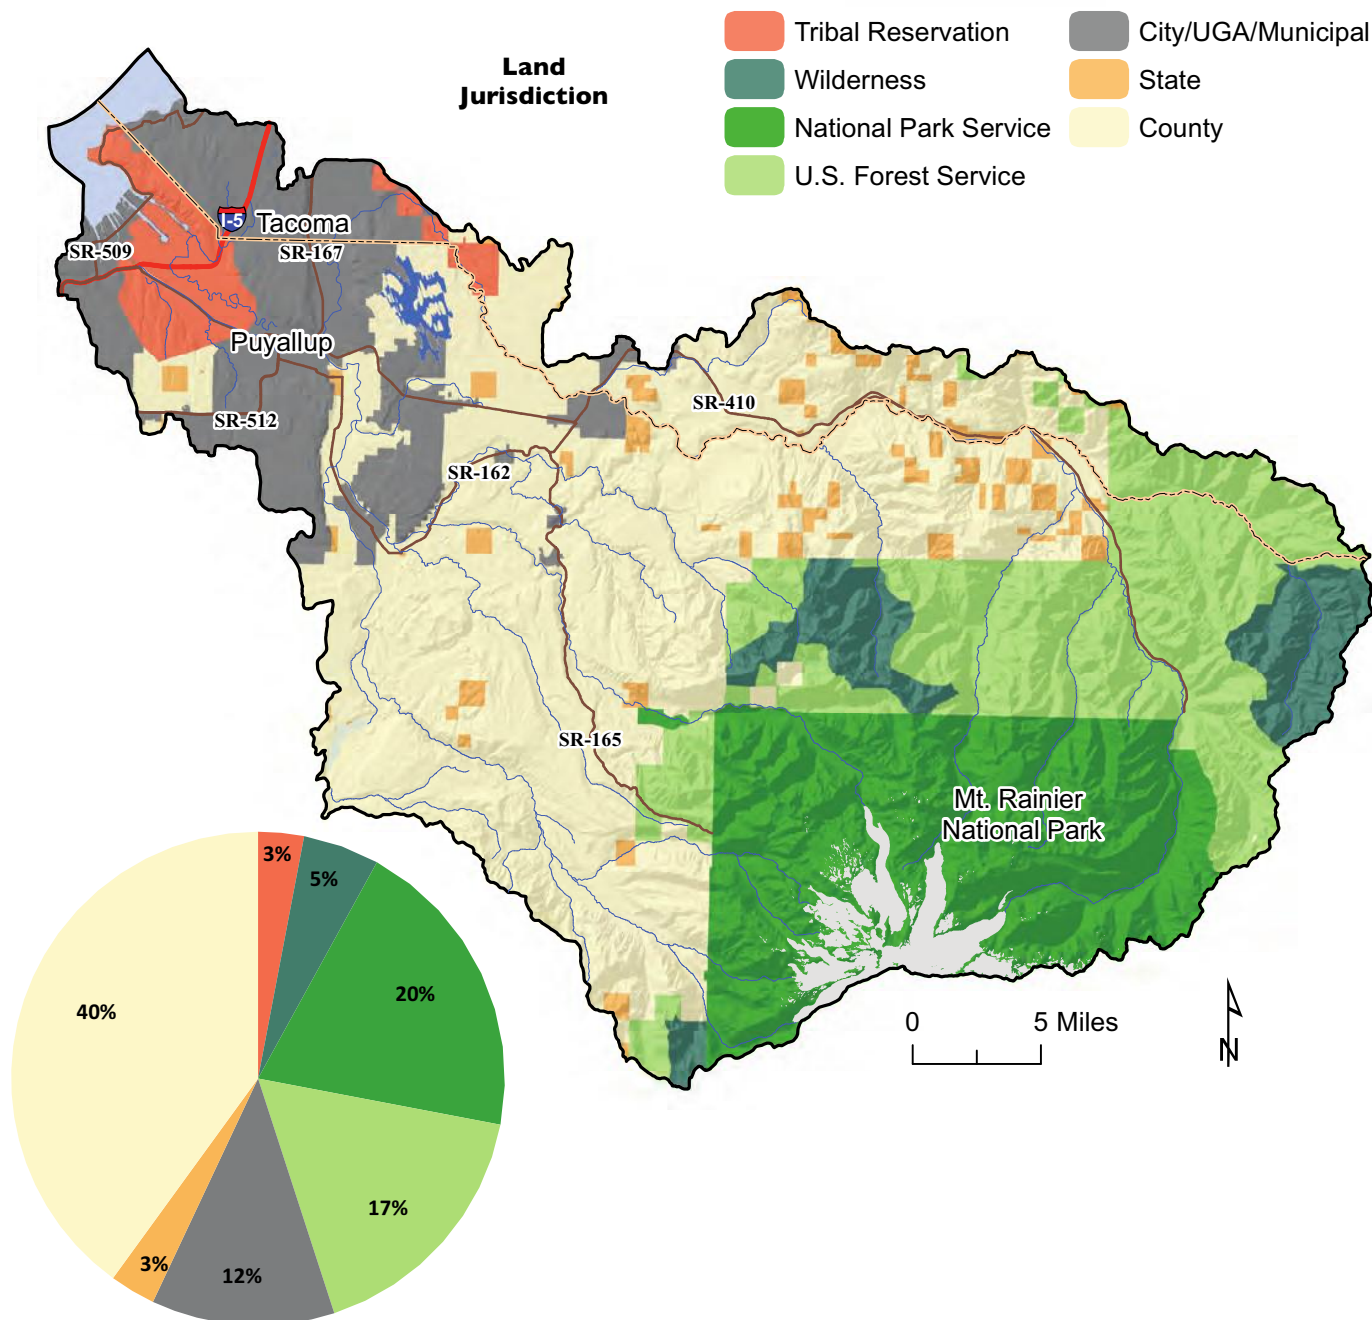 Land
Jurisdiction
Tribal Reservation
Wilderness
National Park Service
U.S. Forest Service
City/UGA/Municipal
State
County
I-5
Tacoma
SR-509
SR-167
Puyallup
SR-512
SR-410
SR-162
SR-165
Mt. Rainier
National Park
0 5 Miles
N
3%
5%
20%
17%
12%
3%
40%